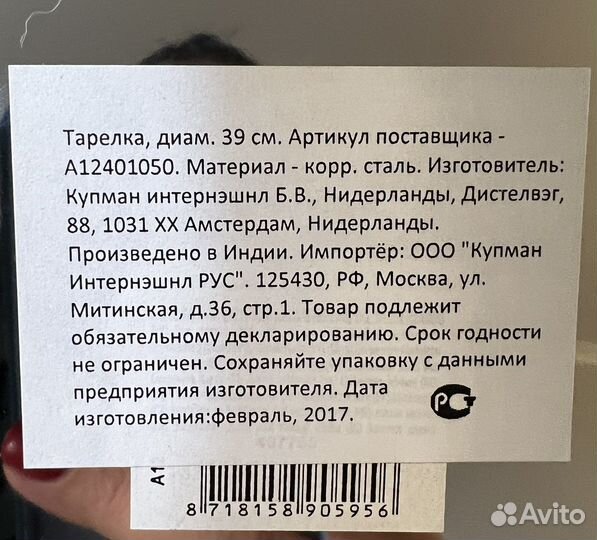 Тарелка, диам. 39 см. Артикул поставщика -
А12401050. Материал - корр. сталь. Изготовитель:
Купман интернэшнл Б.В., Нидерланды, Дистелвэг,
88, 1031 XX Амстердам, Нидерланды.
Произведено в Индии. Импортёр: ООО "Купман
Интернэшнл РУС". 125430, РФ, Москва, ул.
Митинская, д.36, стр.1. Товар подлежит
обязательному декларированию. Срок годности
не ограничен. Сохраняйте упаковку с данными
предприятия изготовителя. Дата
изготовления:февраль, 2017.
РСТ
8 718158 905956
Avito